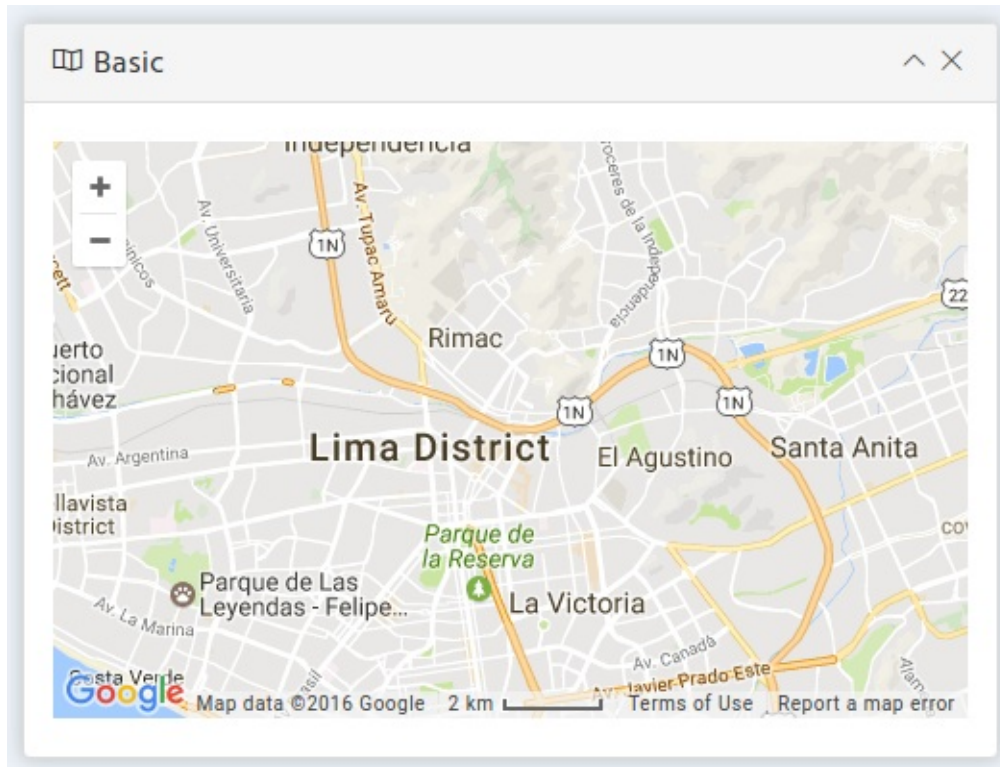 Basic
Independencia
Av. Tupac Amaru
Av. Universitaria
1N
22
Rimac
1N
1N
1N
Lima District
El Agustino
Santa Anita
Av. Argentina
Parque de
la Reserva
Parque de Las
Leyendas - Felipe...
La Victoria
Av. La Marina
Av. Canadá
Av. Javier Prado Este
Costa Verde
Google
Map data ©2016 Google
2 km
Terms of Use
Report a map error